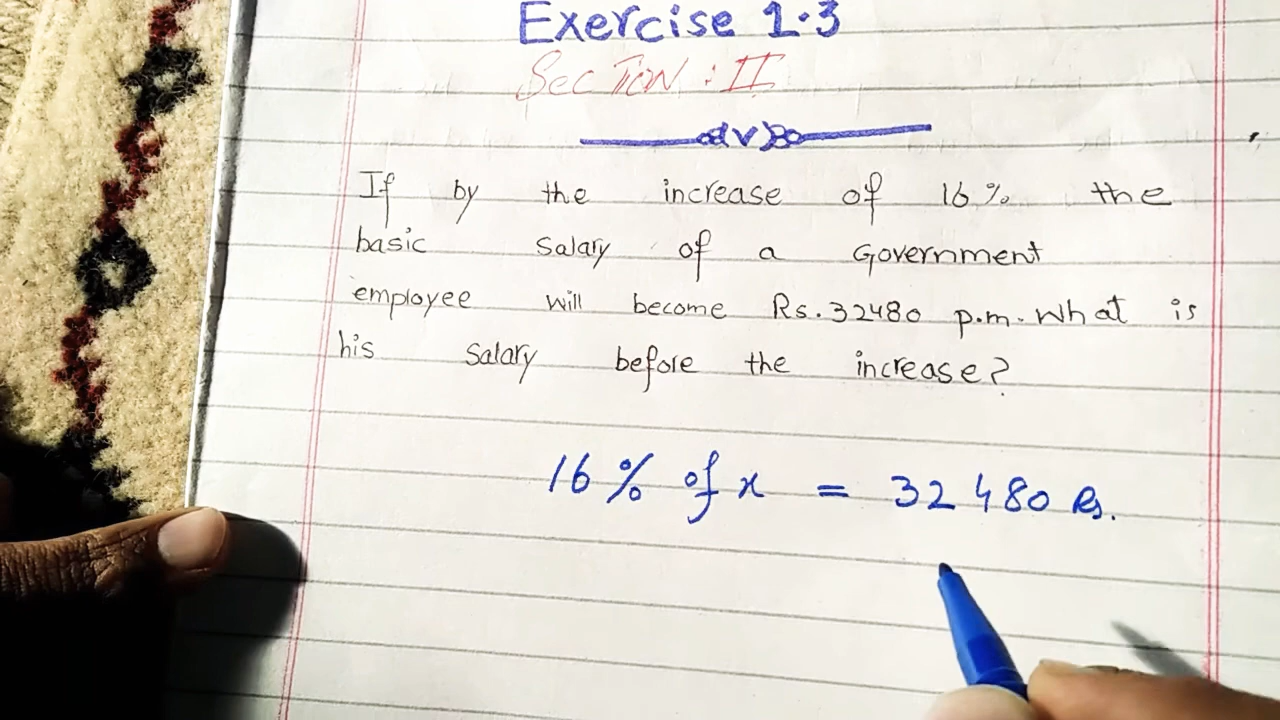 Exercise 1.3
Section : II
If by the increase of 16% the
basic salary of a Government
employee will become Rs.32480 p.m. what is
his salary before the increase?
16% of x = 32480 Rs.